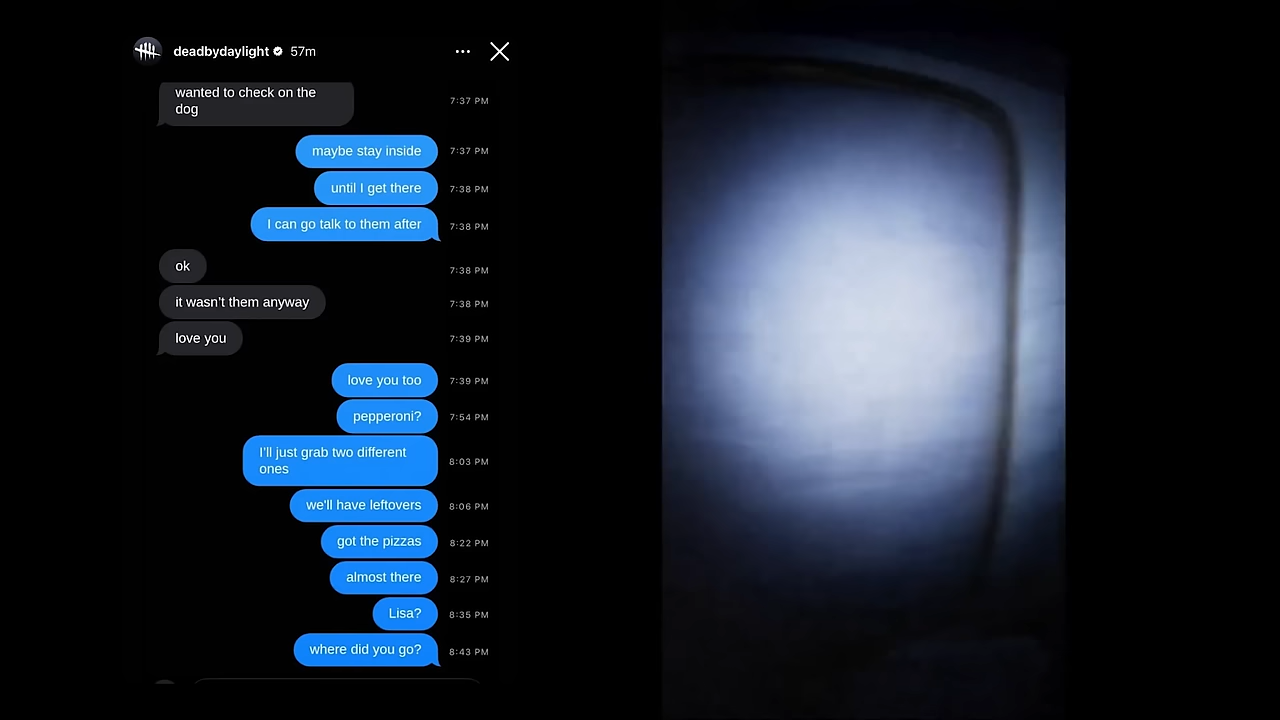 deadbydaylight 57m
wanted to check on the
dog
7:37 PM
maybe stay inside
7:37 PM
until I get there
7:38 PM
I can go talk to them after
7:38 PM
ok
7:38 PM
it wasn't them anyway
7:38 PM
love you
7:39 PM
love you too
7:39 PM
pepperoni?
7:54 PM
I'll just grab two different
ones
8:03 PM
we'll have leftovers
8:06 PM
got the pizzas
8:22 PM
almost there
8:27 PM
Lisa?
8:35 PM
where did you go?
8:43 PM